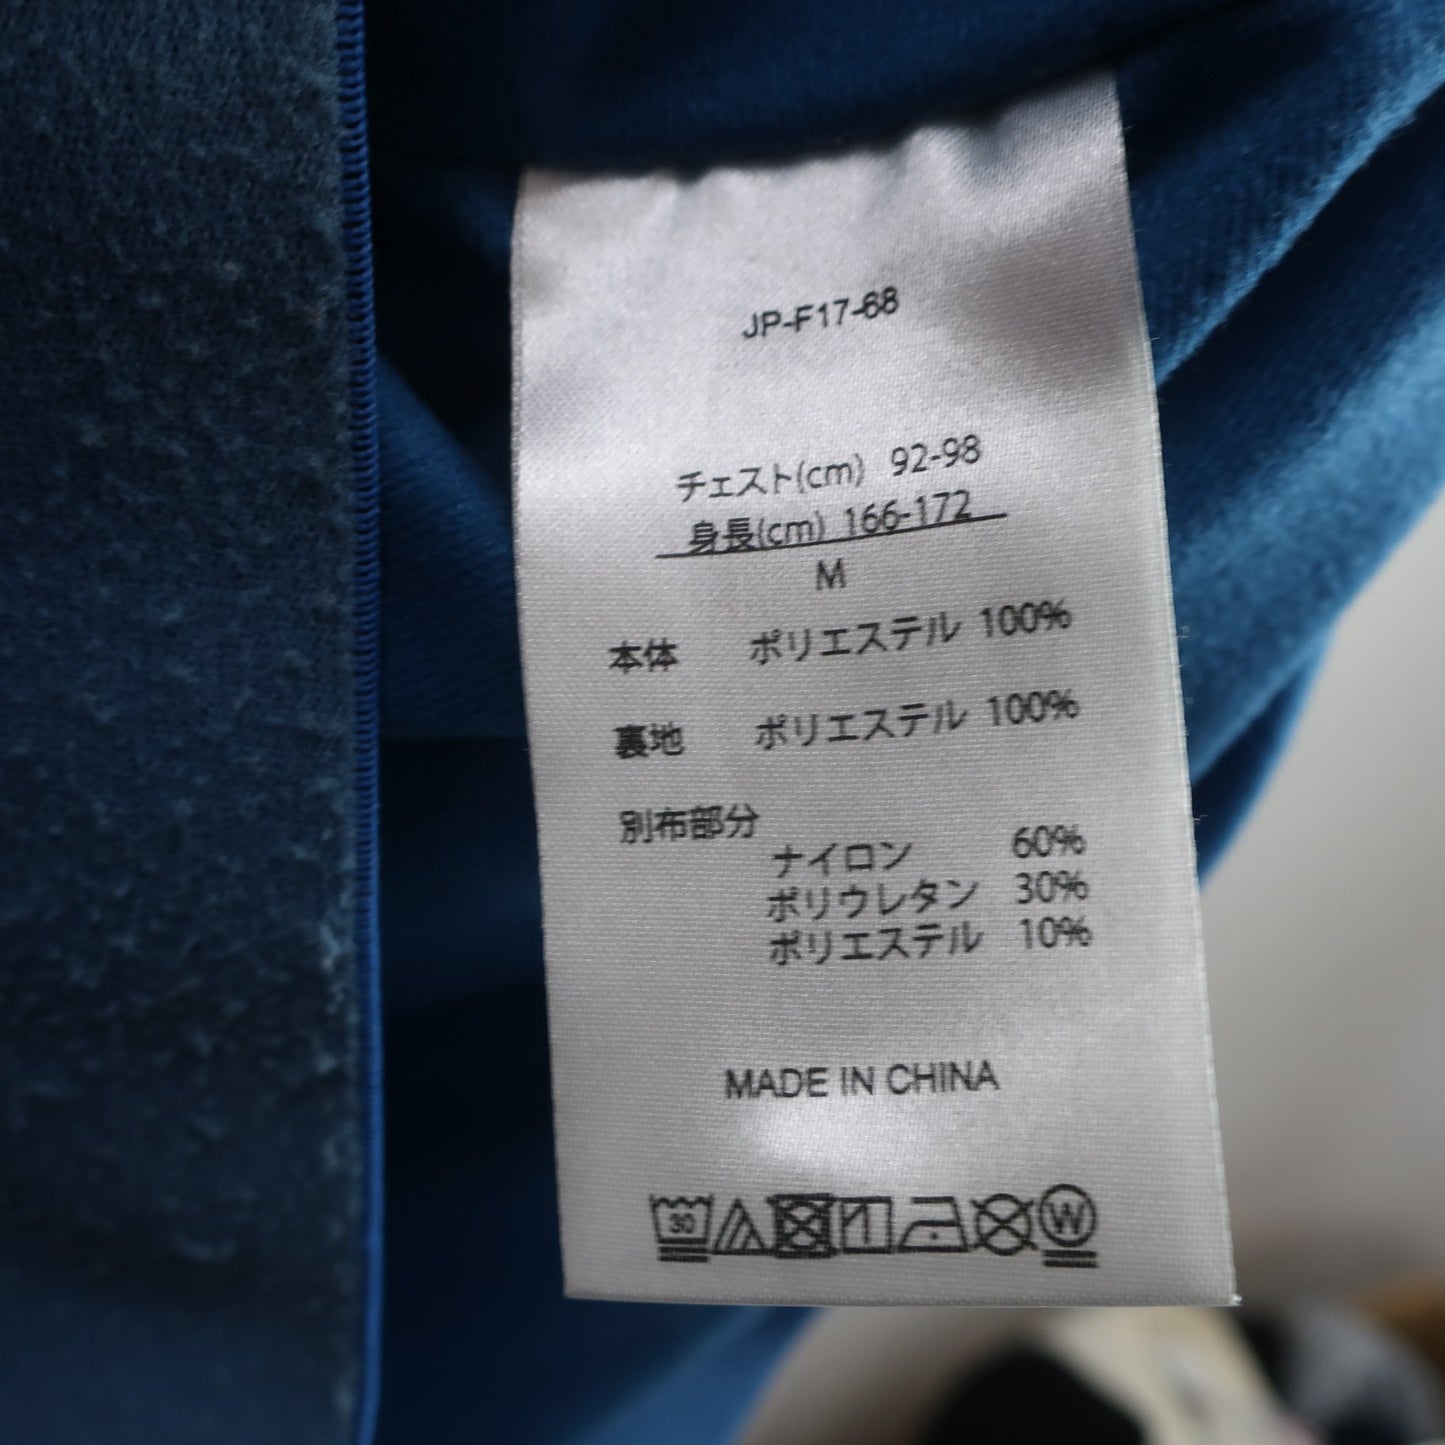 JP-F17-68
チェスト(cm) 92-98
身長(cm) 166-172
M
本体 ポリエステル 100%
裏地 ポリエステル 100%
別布部分
ナイロン 60%
ポリウレタン 30%
ポリエステル 10%
MADE IN CHINA
30 W